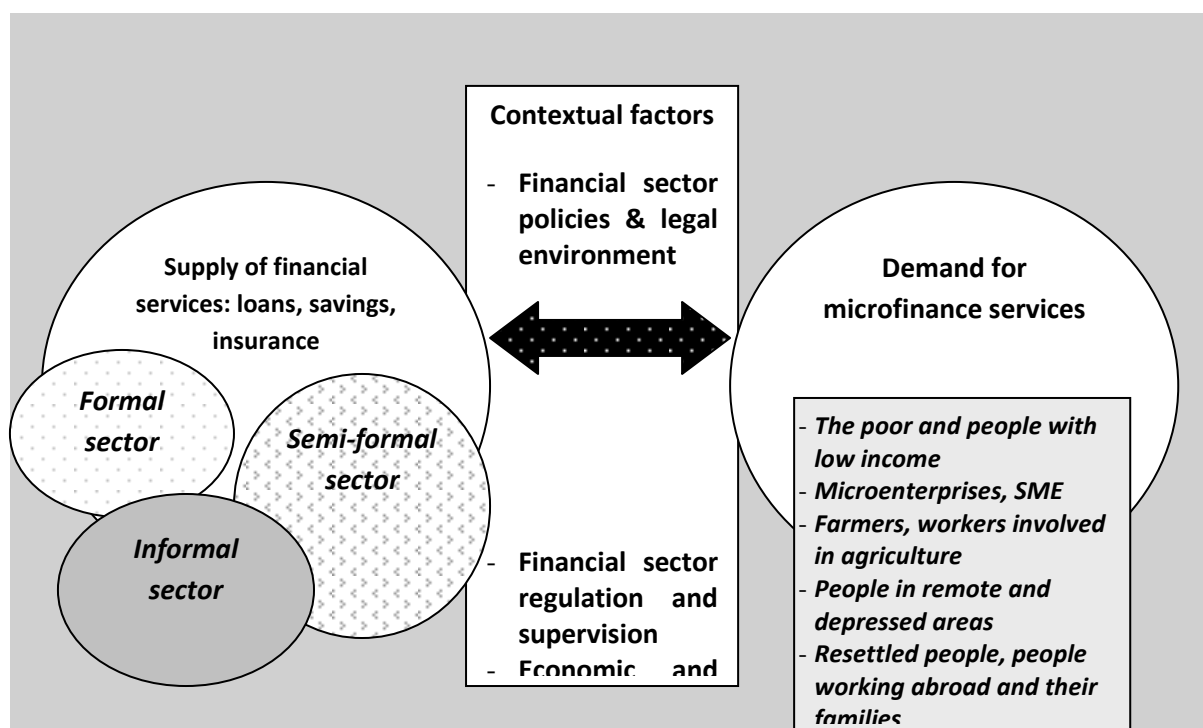 Contextual factors
- Financial sector
policies & legal
environment
- Financial sector
regulation and
supervision
- Economic and
Supply of financial
services: loans, savings,
insurance
Formal
sector
Semi-formal
sector
Informal
sector
Demand for
microfinance services
- The poor and people with
low income
- Microenterprises, SME
- Farmers, workers involved
in agriculture
- People in remote and
depressed areas
- Resettled people, people
working abroad and their
families